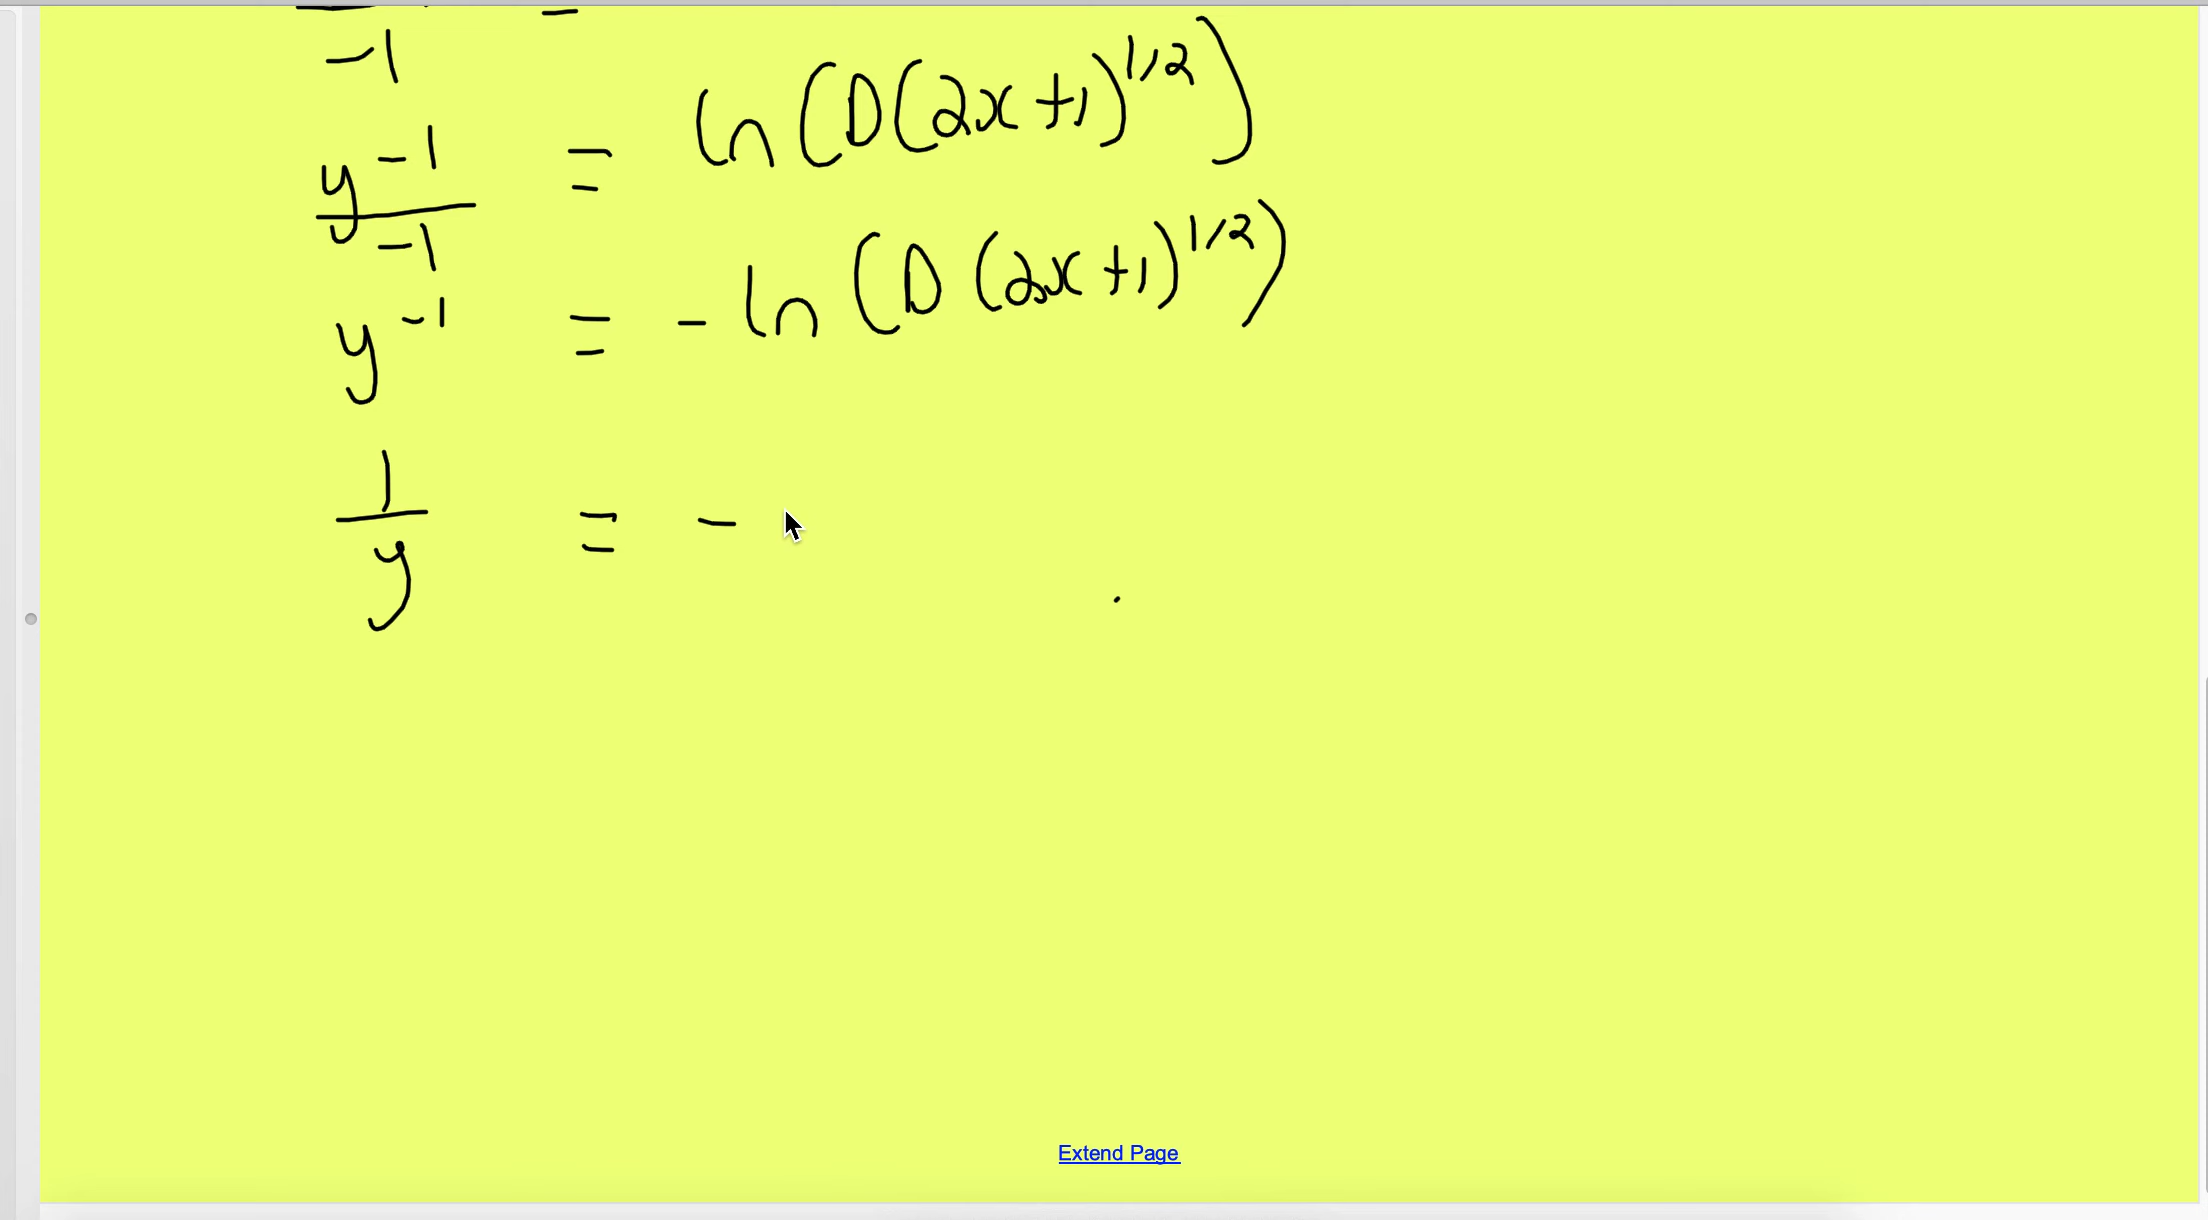 -1
y^-1 / -1 = ln(D(2x+1)^1/2)
y^-1 = - ln(D(2x+1)^1/2)
1/y = -
Extend Page